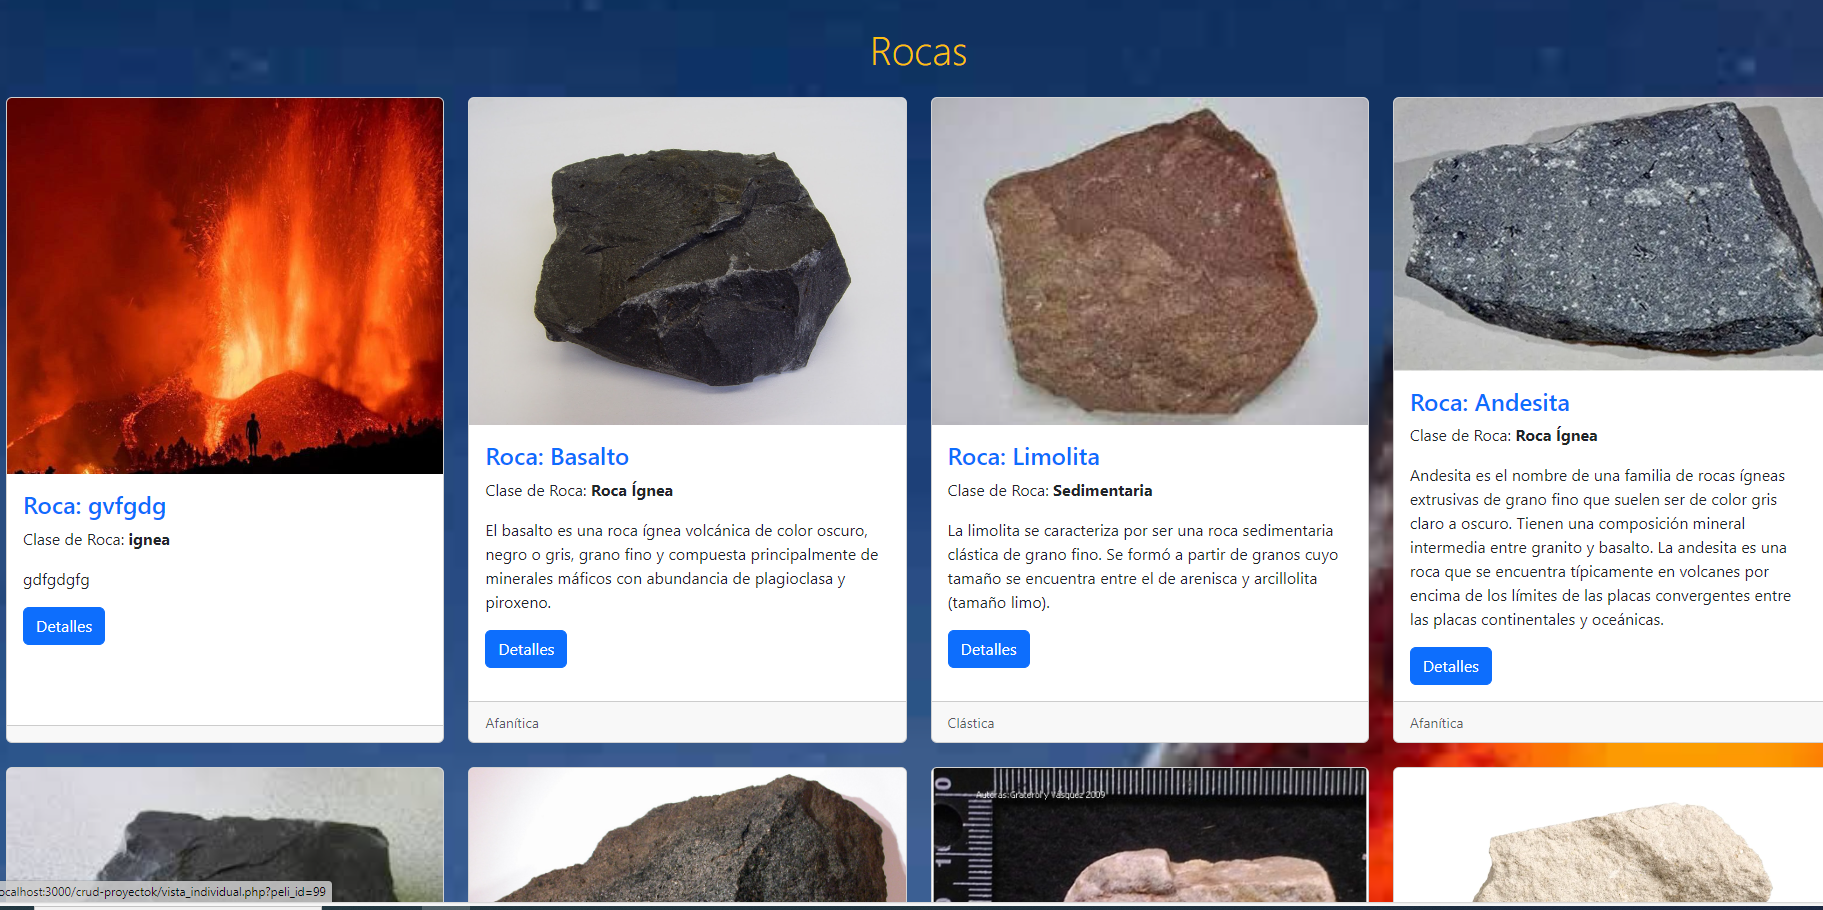 Rocas
Roca: gvfgdg
Clase de Roca: ignea
gdfgdgfg
Detalles
Roca: Basalto
Clase de Roca: Roca Ígnea
El basalto es una roca ígnea volcánica de color oscuro,
negro o gris, grano fino y compuesta principalmente de
minerales máficos con abundancia de plagioclasa y
piroxeno.
Detalles
Afanítica
Roca: Limolita
Clase de Roca: Sedimentaria
La limolita se caracteriza por ser una roca sedimentaria
clástica de grano fino. Se formó a partir de granos cuyo
tamaño se encuentra entre el de arenisca y arcillolita
(tamaño limo).
Detalles
Clástica
Roca: Andesita
Clase de Roca: Roca Ígnea
Andesita es el nombre de una familia de rocas ígneas
extrusivas de grano fino que suelen ser de color gris
claro a oscuro. Tienen una composición mineral
intermedia entre granito y basalto. La andesita es una
roca que se encuentra típicamente en volcanes por
encima de los límites de las placas convergentes entre
las placas continentales y oceánicas.
Detalles
Afanítica
Autoras: Graterol y Vásquez 2009
ocalhost:3000/crud-proyectok/vista_individual.php?peli_id=99